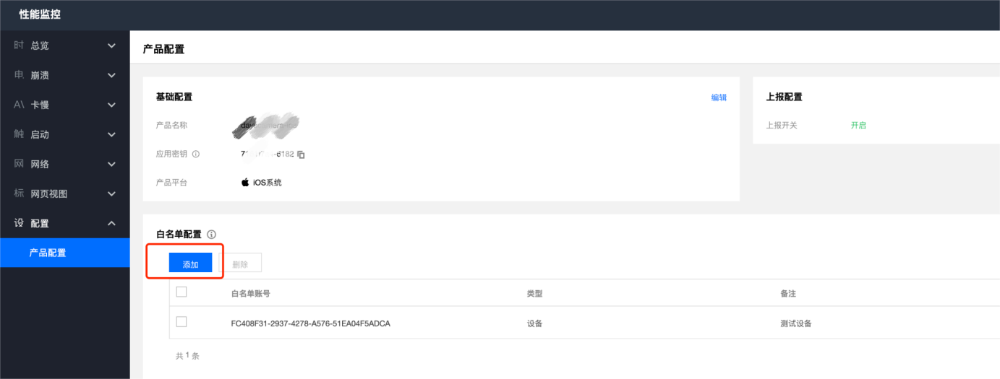 性能监控
时 总览
电 崩溃
A\ 卡慢
触 启动
网 网络
标 网页视图
设 配置
产品配置
产品配置
基础配置
编辑
产品名称
应用密钥
-6182
产品平台
iOS系统
上报配置
上报开关
开启
白名单配置
添加
删除
白名单账号
类型
备注
FC408F31-2937-4278-A576-51EA04F5ADCA
设备
测试设备
共 1 条